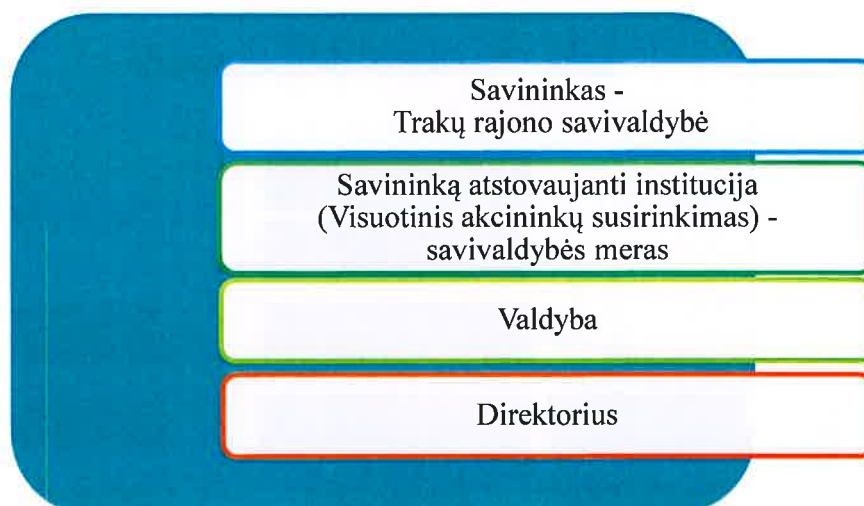 Savininkas -
Trakų rajono savivaldybė
Savininką atstovaujanti institucija
(Visuotinis akcininkų susirinkimas) -
savivaldybės meras
Valdyba
Direktorius